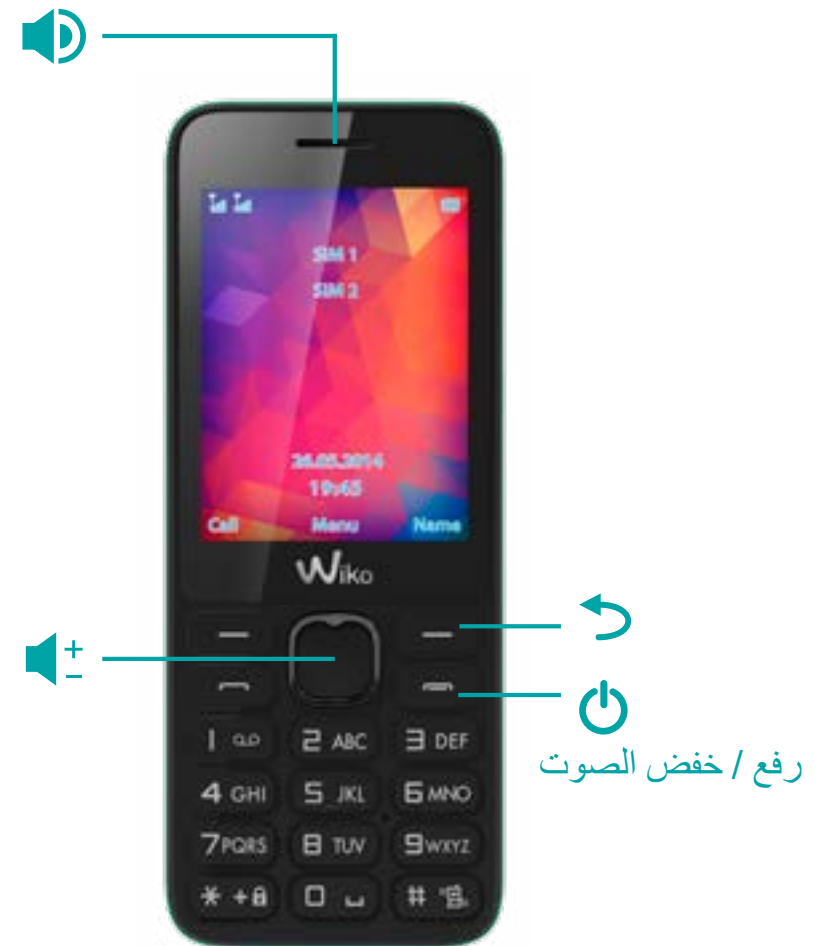 SIM 1
SIM 2
26.05.2014
19:45
Call Menu Name
Wiko
+
-
رفع / خفض الصوت
1 2 ABC 3 DEF
4 GHI 5 JKL 6 MNO
7 PQRS 8 TUV 9 WXYZ
* + 0 #